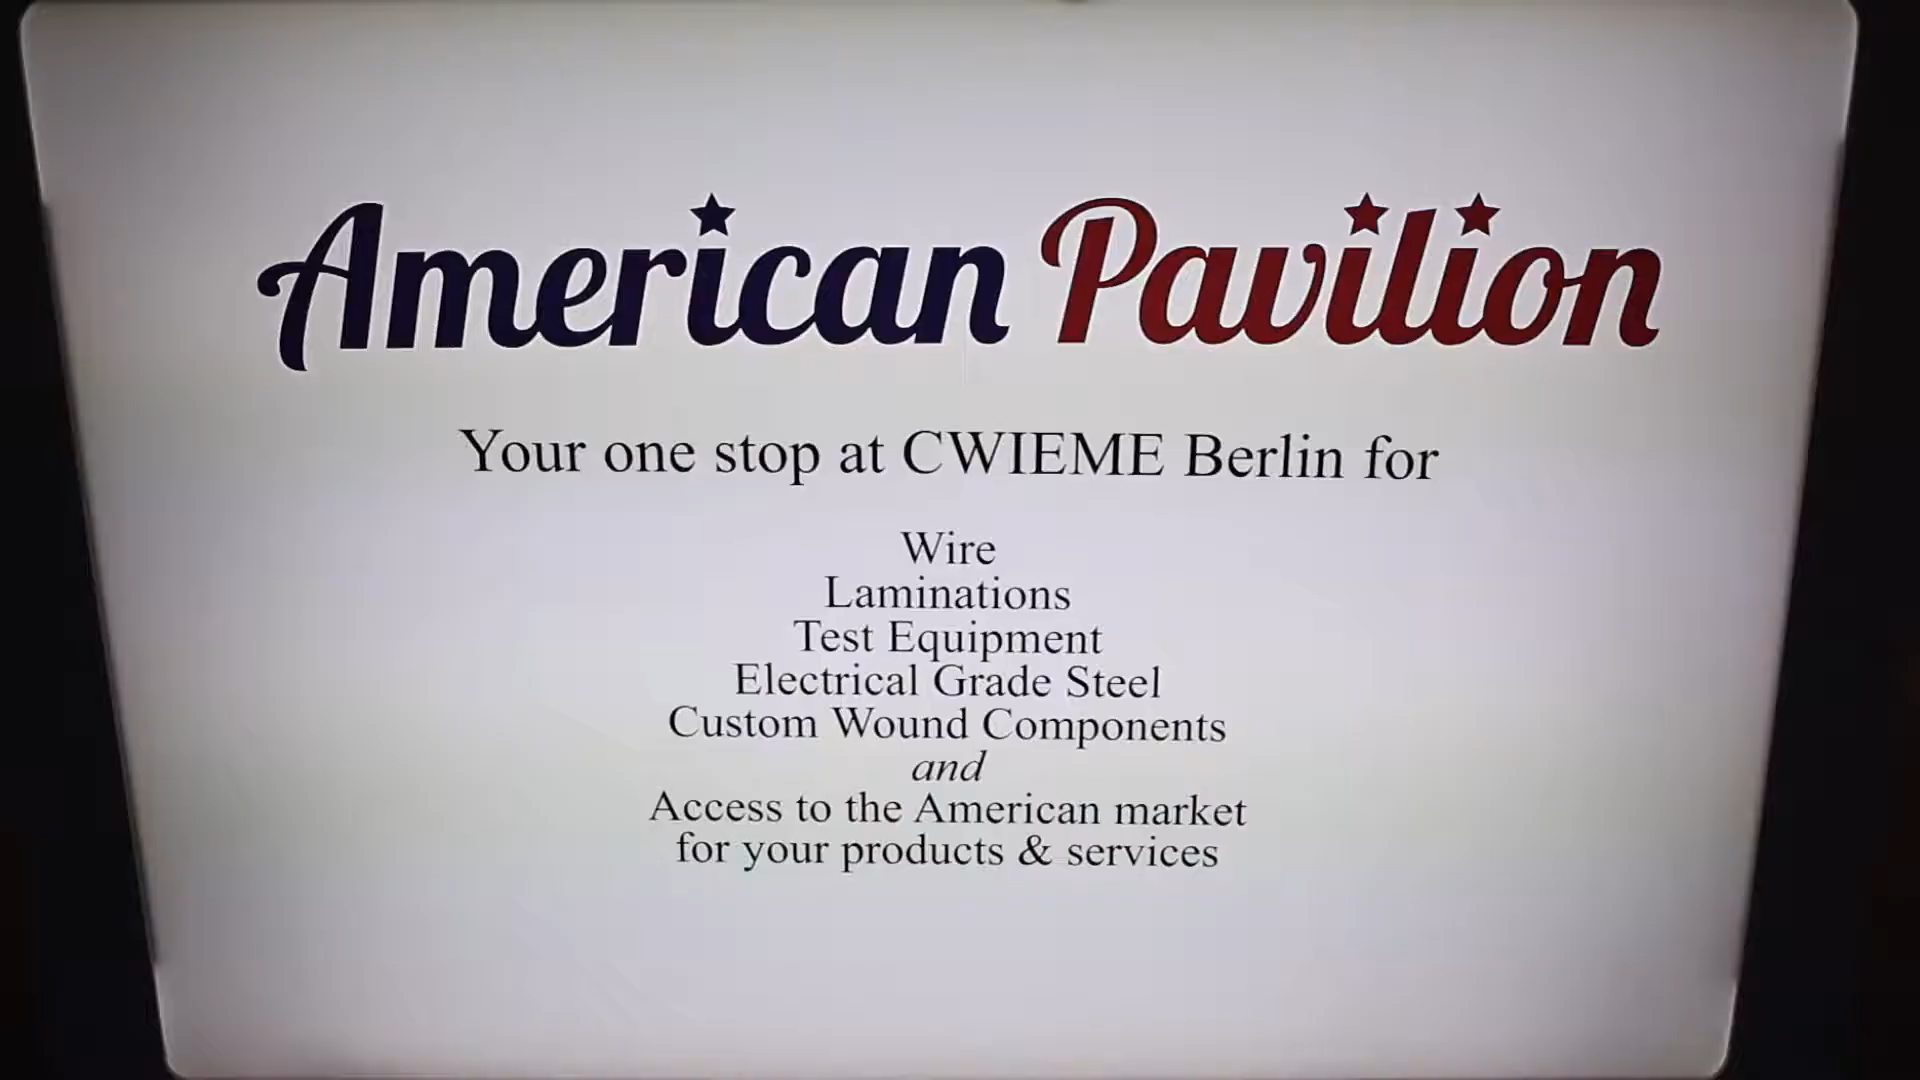 American Pavilion
Your one stop at CWIEME Berlin for
Wire
Laminations
Test Equipment
Electrical Grade Steel
Custom Wound Components
and
Access to the American market
for your products & services